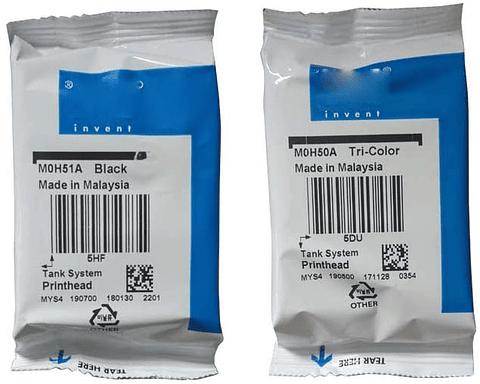 ®
invent
M0H51A Black
Made in Malaysia
5HF
Tank System
Printhead
MYS4 190700 180130 2201
OTHER
TEAR HERE
®
invent
M0H50A Tri-Color
Made in Malaysia
5DU
Tank System
Printhead
MYS4 190500 171128 0354
OTHER
TEAR HERE